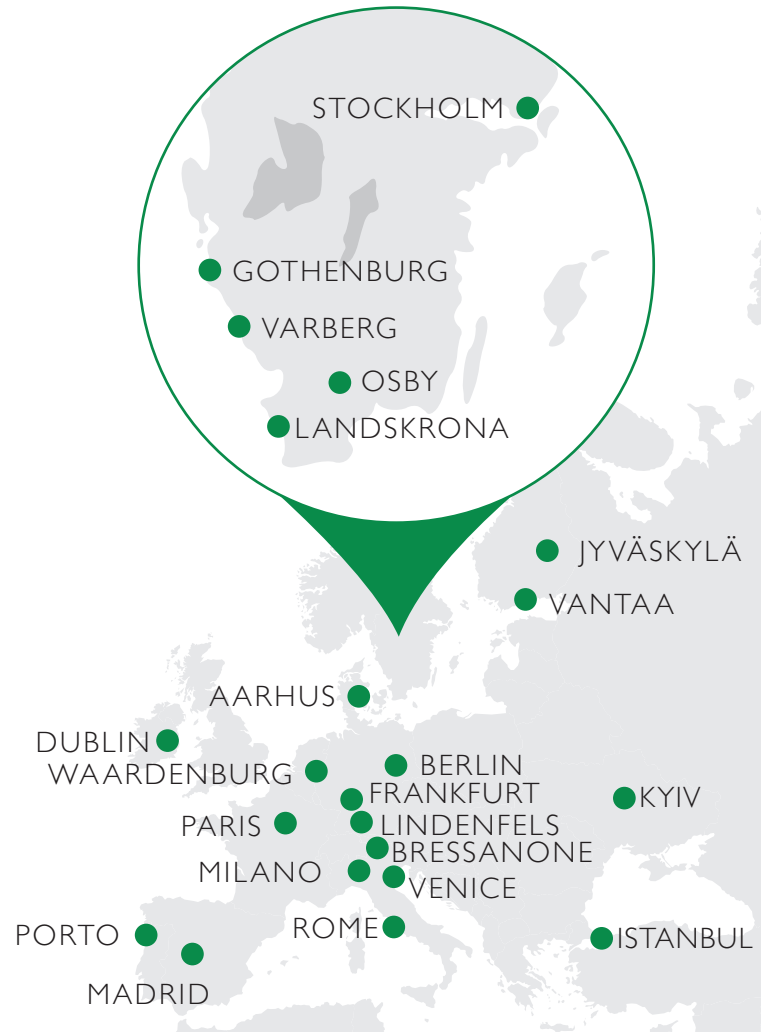 STOCKHOLM
GOTHENBURG
VARBERG
OSBY
LANDSKRONA
JYVÄSKYLÄ
VANTAA
AARHUS
DUBLIN
WAARDENBURG
BERLIN
FRANKFURT
KYIV
PARIS
LINDENFELS
BRESSANONE
MILANO
VENICE
PORTO
ROME
ISTANBUL
MADRID